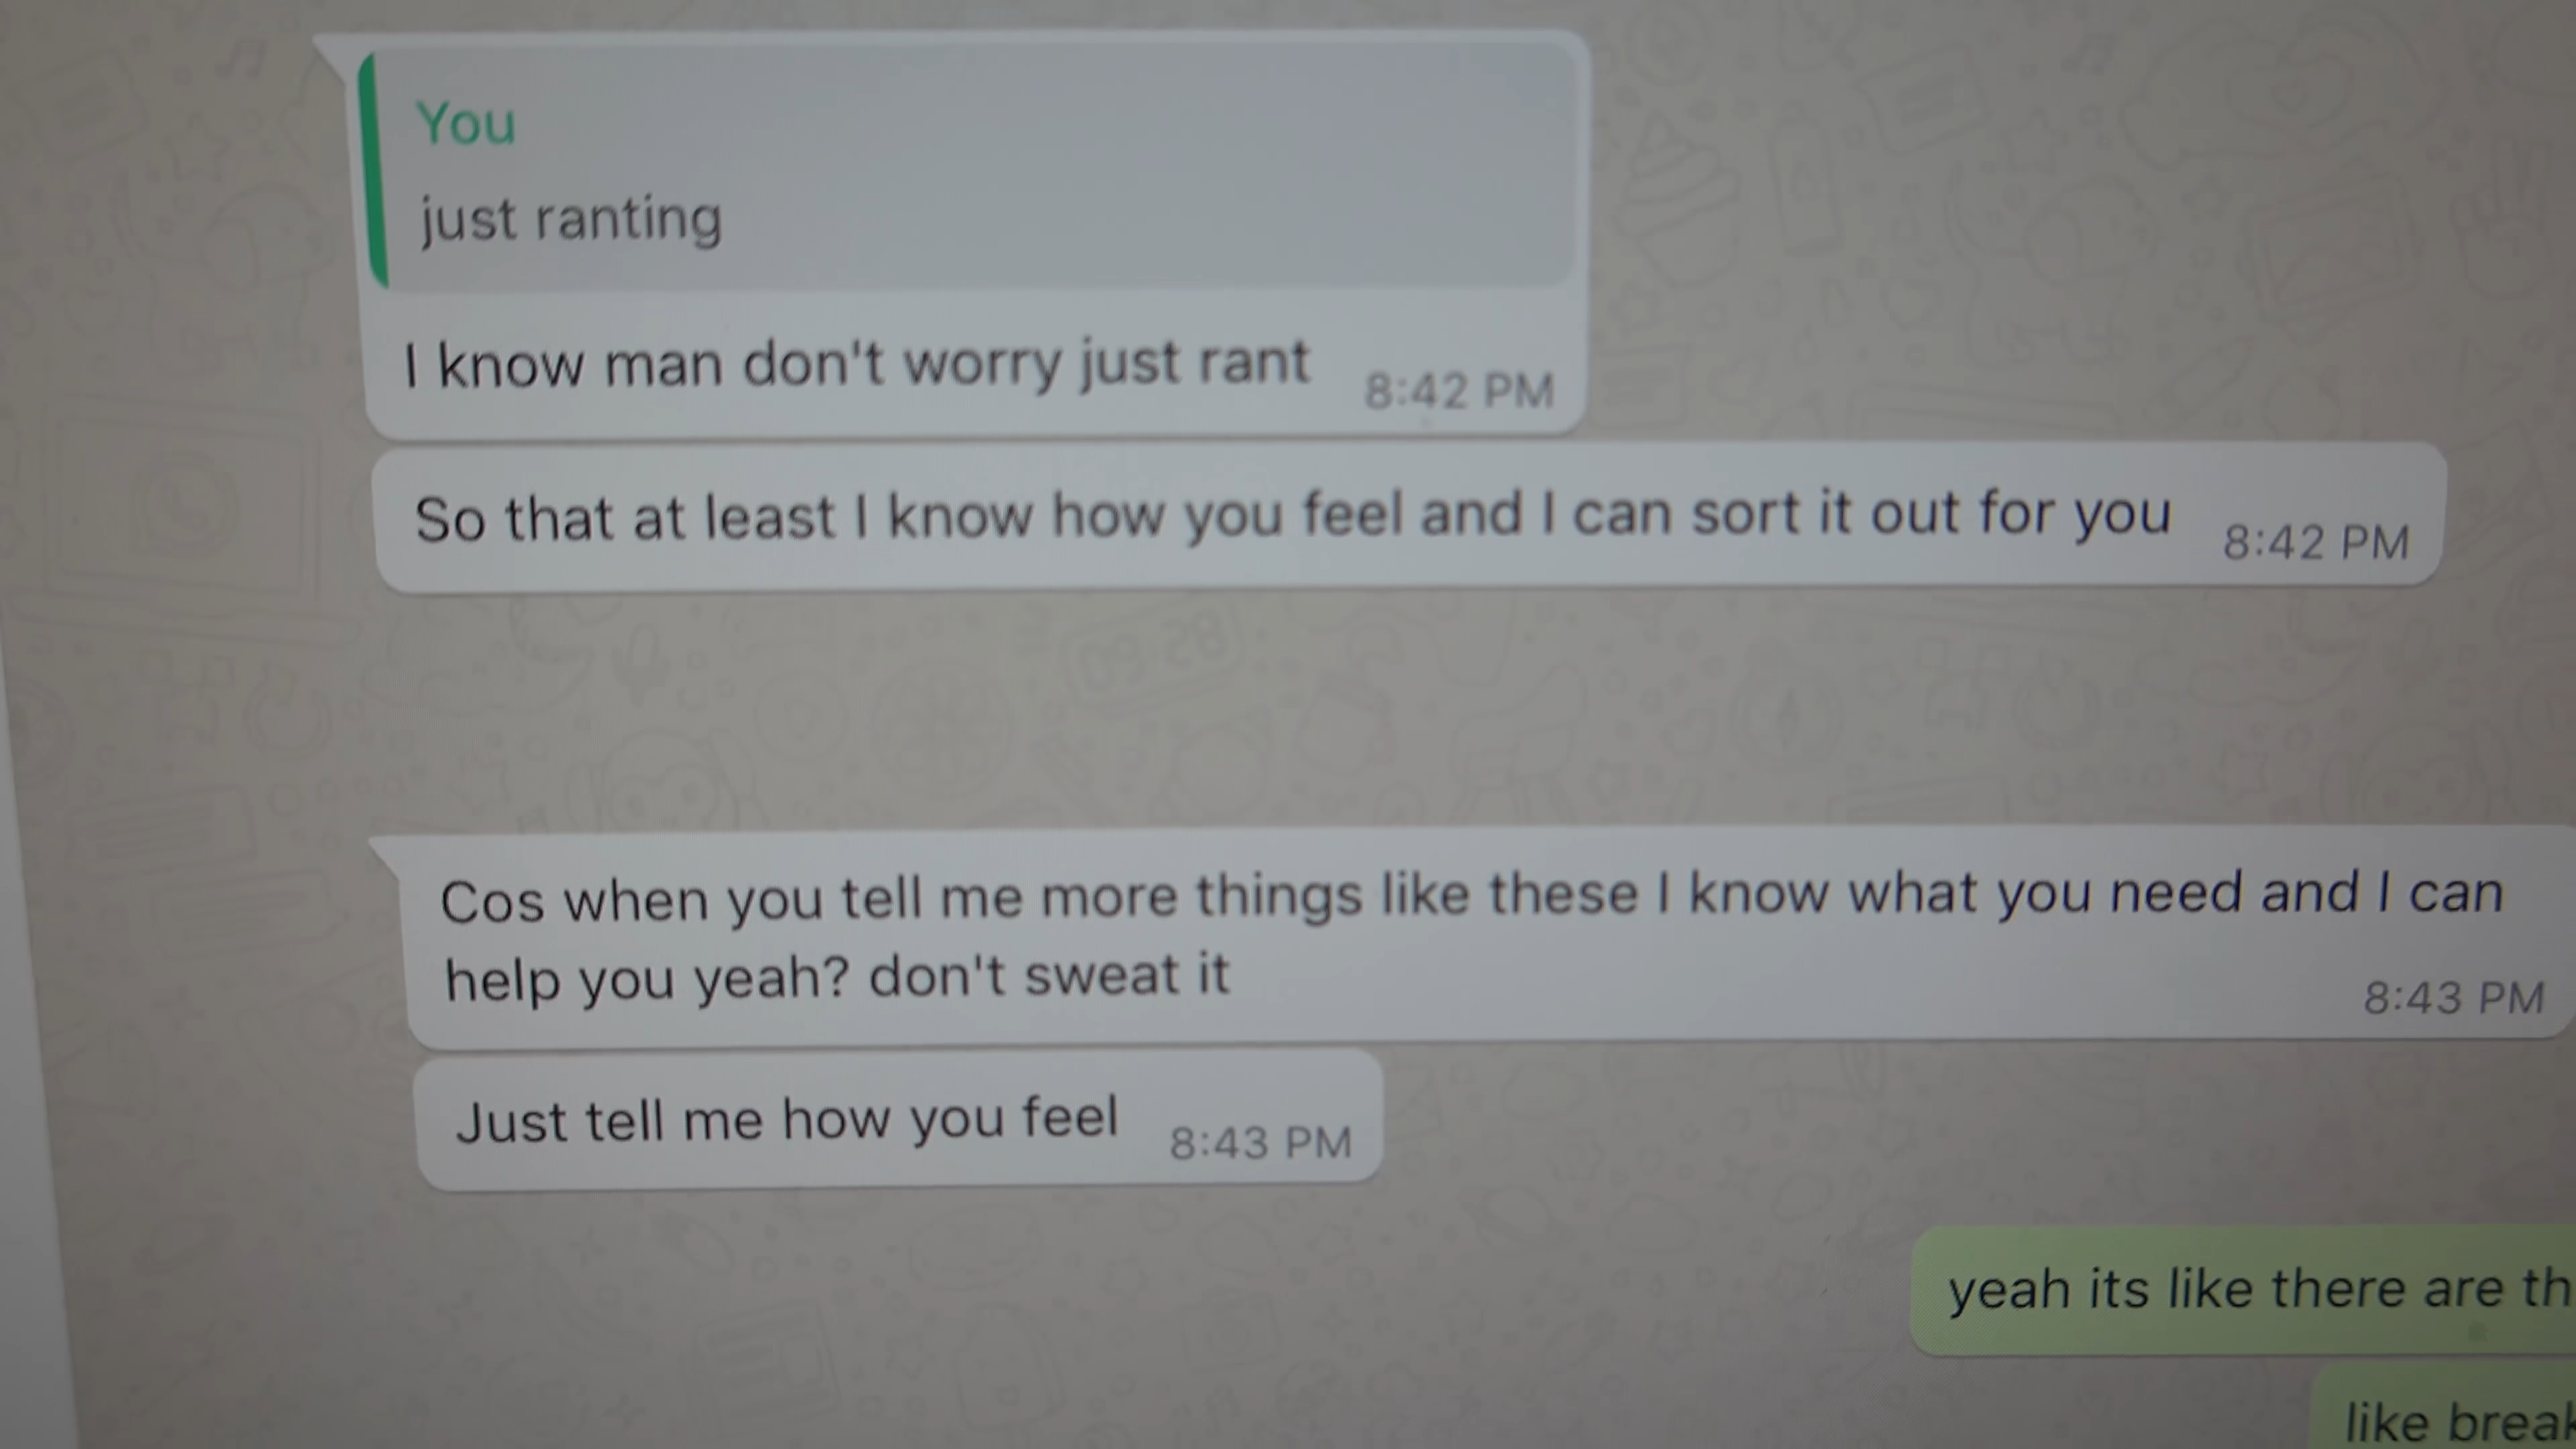 You
just ranting
I know man don't worry just rant 8:42 PM
So that at least I know how you feel and I can sort it out for you 8:42 PM
Cos when you tell me more things like these I know what you need and I can
help you yeah? don't sweat it
8:43 PM
Just tell me how you feel 8:43 PM
yeah its like there are
like